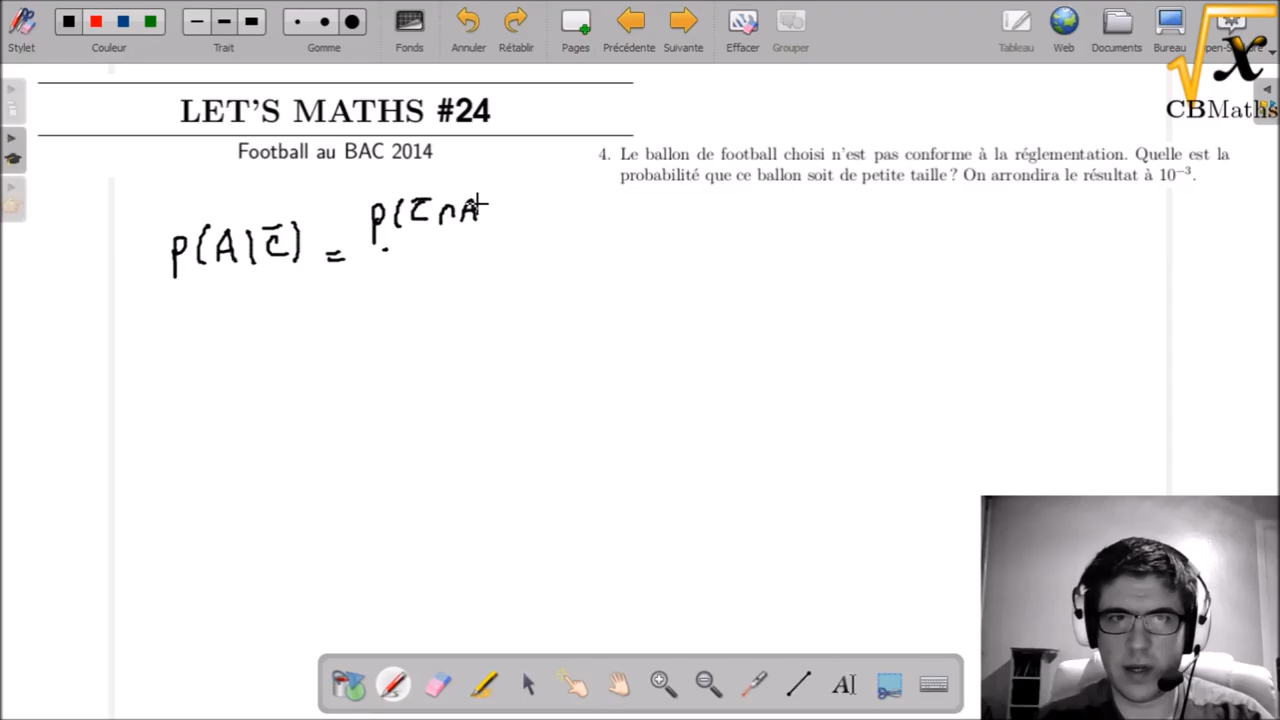 Stylet Couleur Trait Gomme Fonds Annuler Rétablir Pages Précédente Suivante Effacer Grouper Tableau Web Documents Bureau
CBMaths
LET'S MATHS #24
Football au BAC 2014
4. Le ballon de football choisi n'est pas conforme à la réglementation. Quelle est la
probabilité que ce ballon soit de petite taille ? On arrondira le résultat à 10⁻³.
P(A|C̅) = P(C̅∩A